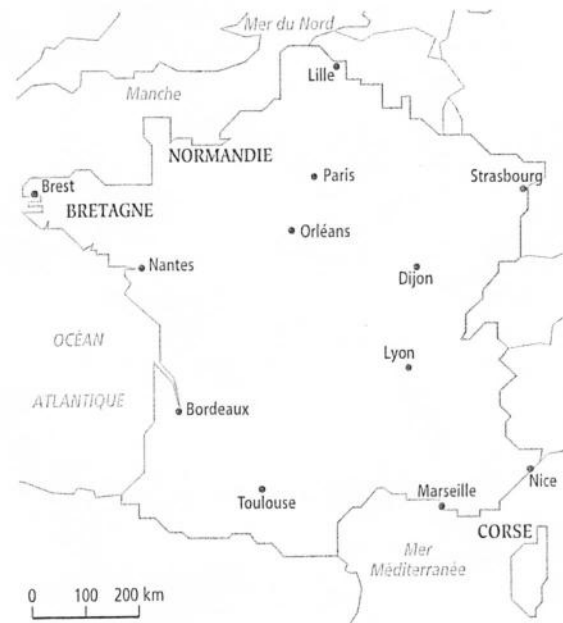 Mer du Nord
Manche
Lille
NORMANDIE
Paris
Strasbourg
Brest
BRETAGNE
Orléans
Nantes
Dijon
OCÉAN
ATLANTIQUE
Lyon
Bordeaux
Toulouse
Marseille
Nice
CORSE
Mer
Méditerranée
0 100 200 km